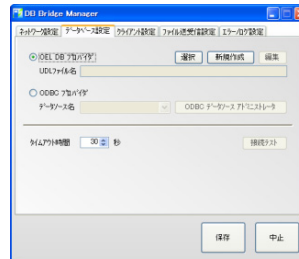 DB Bridge Manager
ネットワーク設定 データベース設定 クライアント設定 ファイル送受信設定 エラー/ログ設定
OEL DB プロバイダ 選択 新規作成 編集
UDLファイル名
ODBC プロバイダ
データソース名 ODBC データソース アドミニストレータ
タイムアウト時間 30 秒 接続テスト
保存 中止